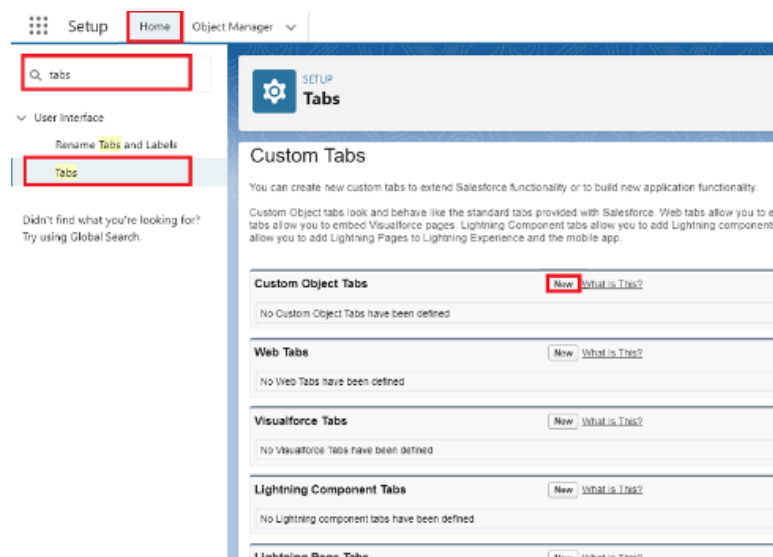 Setup
Home
Object Manager
tabs
User Interface
Rename Tabs and Labels
Tabs
Didn't find what you're looking for?
Try using Global Search.
SETUP
Tabs
Custom Tabs
You can create new custom tabs to extend Salesforce functionality or to build new application functionality.
Custom Object tabs look and behave like the standard tabs provided with Salesforce. Web tabs allow you to e
tabs allow you to embed Visualforce pages. Lightning Component tabs allow you to add Lightning component
allow you to add Lightning Pages to Lightning Experience and the mobile app.
Custom Object Tabs New What Is This?
No Custom Object Tabs have been defined
Web Tabs New What Is This?
No Web Tabs have been defined
Visualforce Tabs New What Is This?
No Visualforce Tabs have been defined
Lightning Component Tabs New What Is This?
No Lightning component tabs have been defined
Lightning Page Tabs New What Is This?